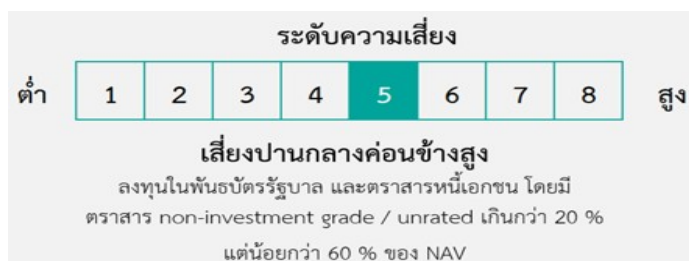 ระดับความเสี่ยง
ต่ำ 1 2 3 4 5 6 7 8 สูง
เสี่ยงปานกลางค่อนข้างสูง
ลงทุนในพันธบัตรรัฐบาล และตราสารหนี้เอกชน โดยมี
ตราสาร non-investment grade / unrated เกินกว่า 20 %
แต่น้อยกว่า 60 % ของ NAV